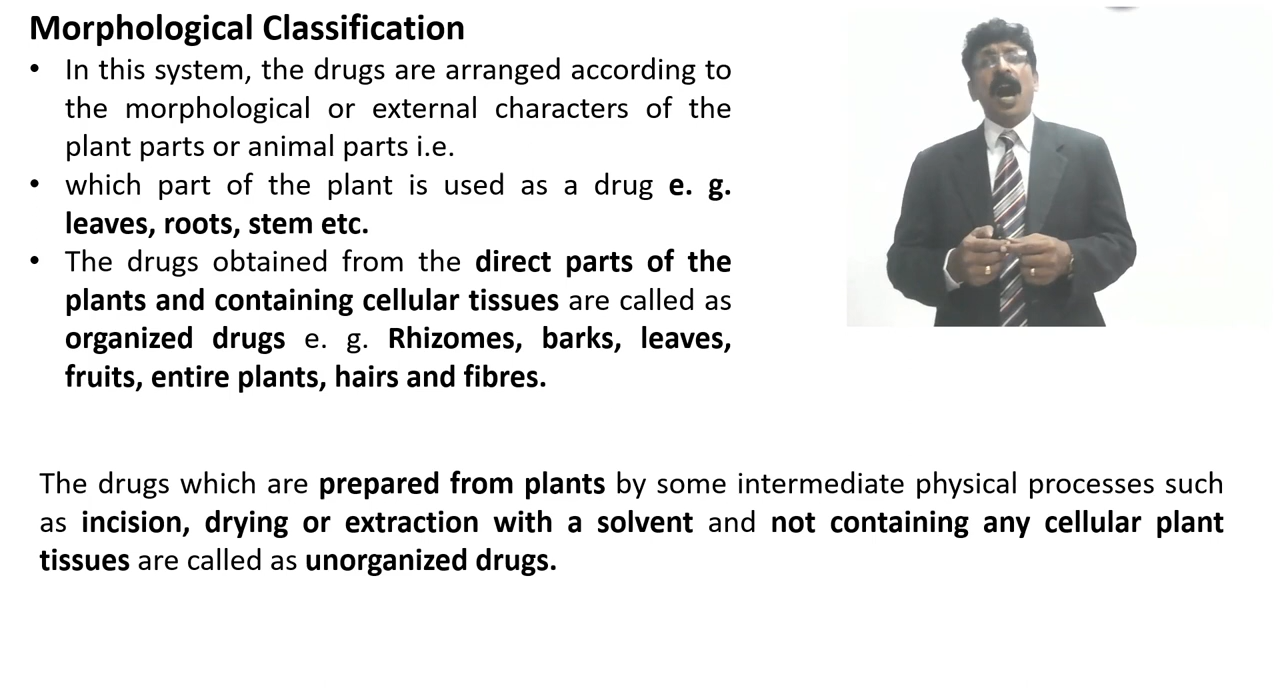 Morphological Classification
• In this system, the drugs are arranged according to
the morphological or external characters of the
plant parts or animal parts i.e.
• which part of the plant is used as a drug e. g.
leaves, roots, stem etc.
• The drugs obtained from the direct parts of the
plants and containing cellular tissues are called as
organized drugs e. g. Rhizomes, barks, leaves,
fruits, entire plants, hairs and fibres.
The drugs which are prepared from plants by some intermediate physical processes such
as incision, drying or extraction with a solvent and not containing any cellular plant
tissues are called as unorganized drugs.